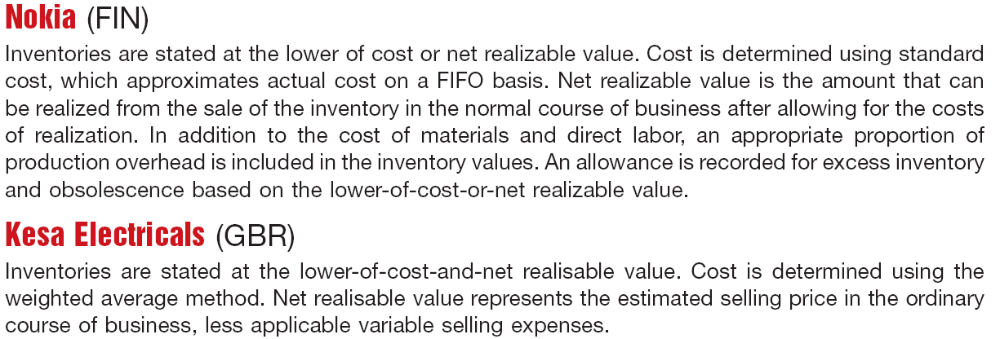 Nokia (FIN)
Inventories are stated at the lower of cost or net realizable value. Cost is determined using standard
cost, which approximates actual cost on a FIFO basis. Net realizable value is the amount that can
be realized from the sale of the inventory in the normal course of business after allowing for the costs
of realization. In addition to the cost of materials and direct labor, an appropriate proportion of
production overhead is included in the inventory values. An allowance is recorded for excess inventory
and obsolescence based on the lower-of-cost-or-net realizable value.
Kesa Electricals (GBR)
Inventories are stated at the lower-of-cost-and-net realisable value. Cost is determined using the
weighted average method. Net realisable value represents the estimated selling price in the ordinary
course of business, less applicable variable selling expenses.